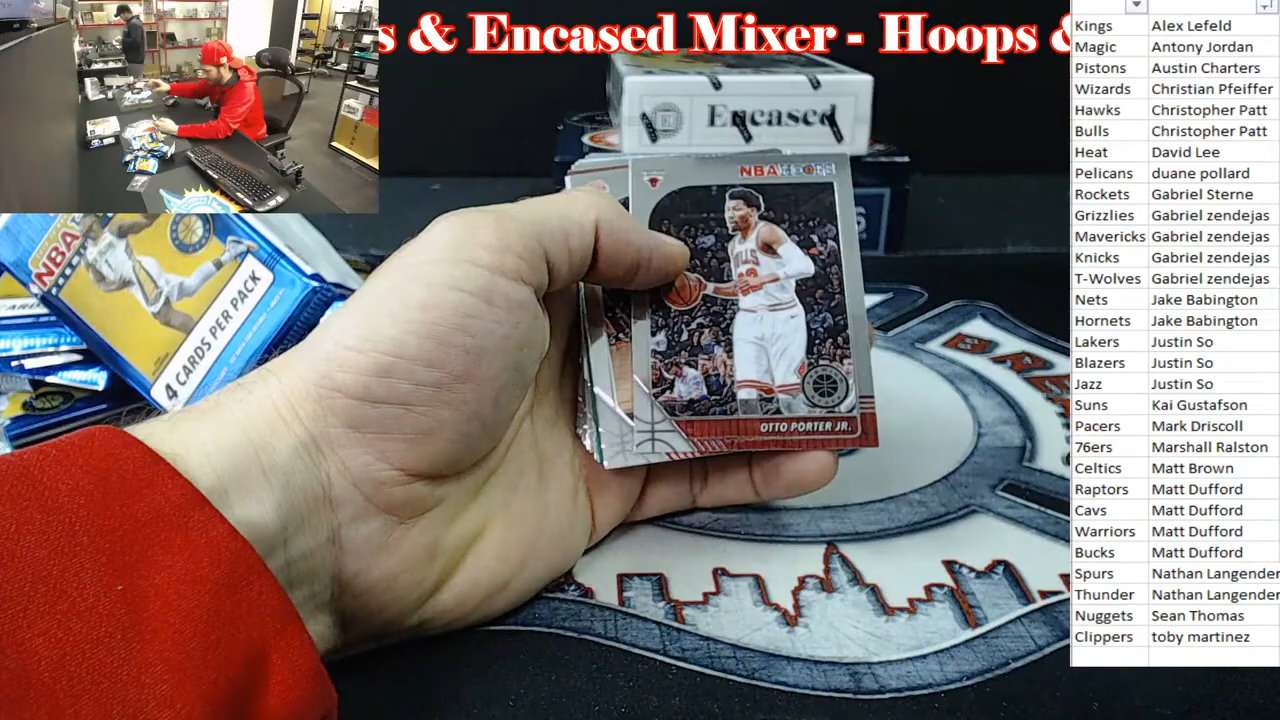 s & Encased Mixer - Hoops &
Encased
NBA HOOPS
BULLS
OTTO PORTER JR.
NBA
4 CARDS PER PACK
Kings Alex Lefeld
Magic Antony Jordan
Pistons Austin Charters
Wizards Christian Pfeiffer
Hawks Christopher Patt
Bulls Christopher Patt
Heat David Lee
Pelicans duane pollard
Rockets Gabriel Sterne
Grizzlies Gabriel zendejas
Mavericks Gabriel zendejas
Knicks Gabriel zendejas
T-Wolves Gabriel zendejas
Nets Jake Babington
Hornets Jake Babington
Lakers Justin So
Blazers Justin So
Jazz Justin So
Suns Kai Gustafson
Pacers Mark Driscoll
76ers Marshall Ralston
Celtics Matt Brown
Raptors Matt Dufford
Cavs Matt Dufford
Warriors Matt Dufford
Bucks Matt Dufford
Spurs Nathan Langender
Thunder Nathan Langender
Nuggets Sean Thomas
Clippers toby martinez